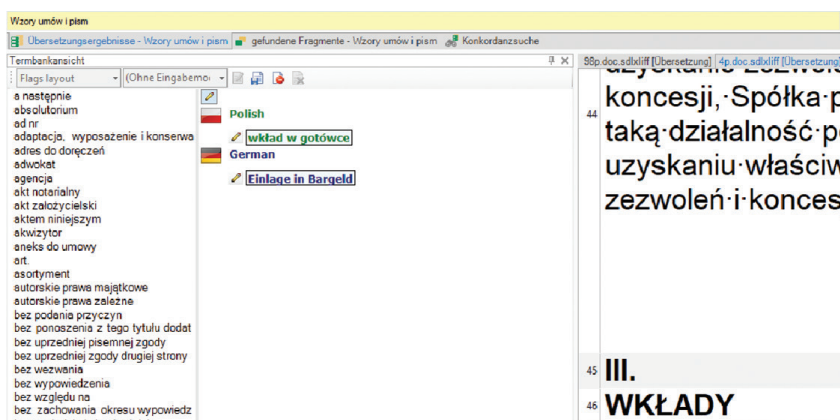 Wzory umów i pism
Übersetzungsergebnisse - Wzory umów i pism gefundene Fragmente - Wzory umów i pism Konkordanzsuche
Termbankansicht
Flags layout (Ohne Eingabemo
a następnie
absolutorium
ad nr
adaptacja, wyposażenie i konserwa
adres do doręczeń
adwokat
agencja
akt notarialny
akt założycielski
aktem niniejszym
akwizytor
aneks do umowy
art.
asortyment
autorskie prawa majątkowe
autorskie prawa zależne
bez podania przyczyn
bez ponoszenia z tego tytułu dodat
bez uprzedniej pisemnej zgody
bez uprzedniej zgody drugiej strony
bez wezwania
bez wypowiedzenia
bez względu na
bez zachowania okresu wypowiedz
Polish
wkład w gotówce
German
Einlage in Bargeld
98p.doc.sdlxliff [Übersetzung] 4p.doc.sdlxliff [Übersetzung]
44
koncesji,·Spółka·p
taką·działalność·p
uzyskaniu·właściw
zezwoleń·i·konces
45 III.
46 WKŁADY